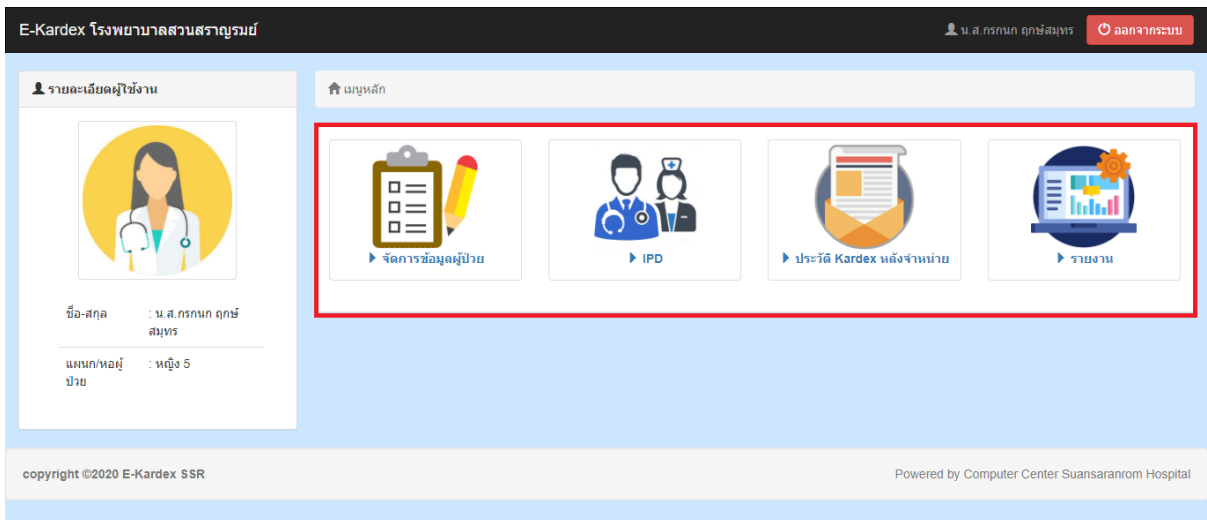 E-Kardex โรงพยาบาลสวนสราญรมย์
น.ส.กรกนก ฤกษ์สมุทร
ออกจากระบบ
รายละเอียดผู้ใช้งาน
เมนูหลัก
จัดการข้อมูลผู้ป่วย
IPD
ประวัติ Kardex หลังจำหน่าย
รายงาน
ชื่อ-สกุล : น.ส.กรกนก ฤกษ์
สมุทร
แผนก/หอผู้ : หญิง 5
ป่วย
copyright ©2020 E-Kardex SSR
Powered by Computer Center Suansaranrom Hospital